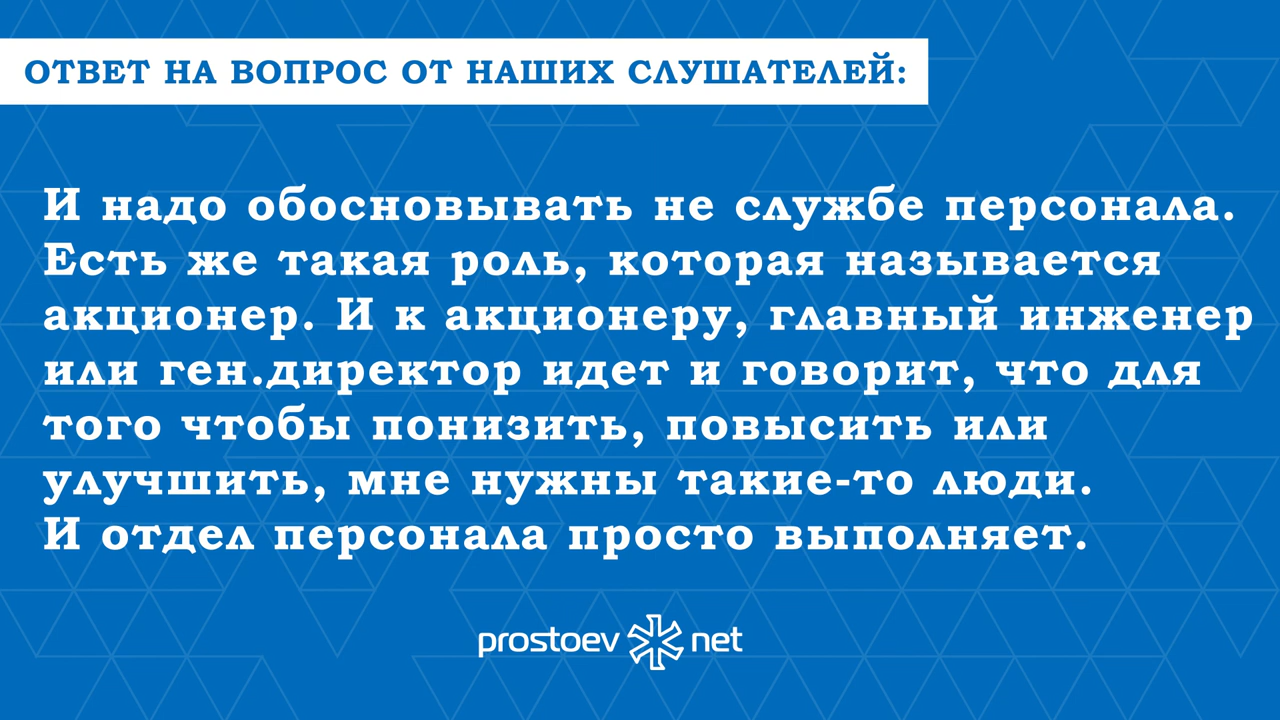 ОТВЕТ НА ВОПРОС ОТ НАШИХ СЛУШАТЕЛЕЙ:
И надо обосновывать не службе персонала.
Есть же такая роль, которая называется
акционер. И к акционеру, главный инженер
или ген.директор идет и говорит, что для
того чтобы понизить, повысить или
улучшить, мне нужны такие-то люди.
И отдел персонала просто выполняет.
prostoev net